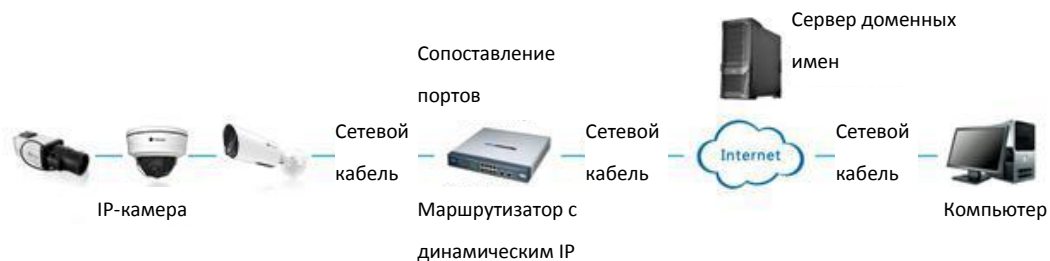 Сервер доменных
имен
Сопоставление
портов
Сетевой
кабель
Сетевой
кабель
Internet
Сетевой
кабель
IP-камера
Маршрутизатор с
динамическим IP
Компьютер